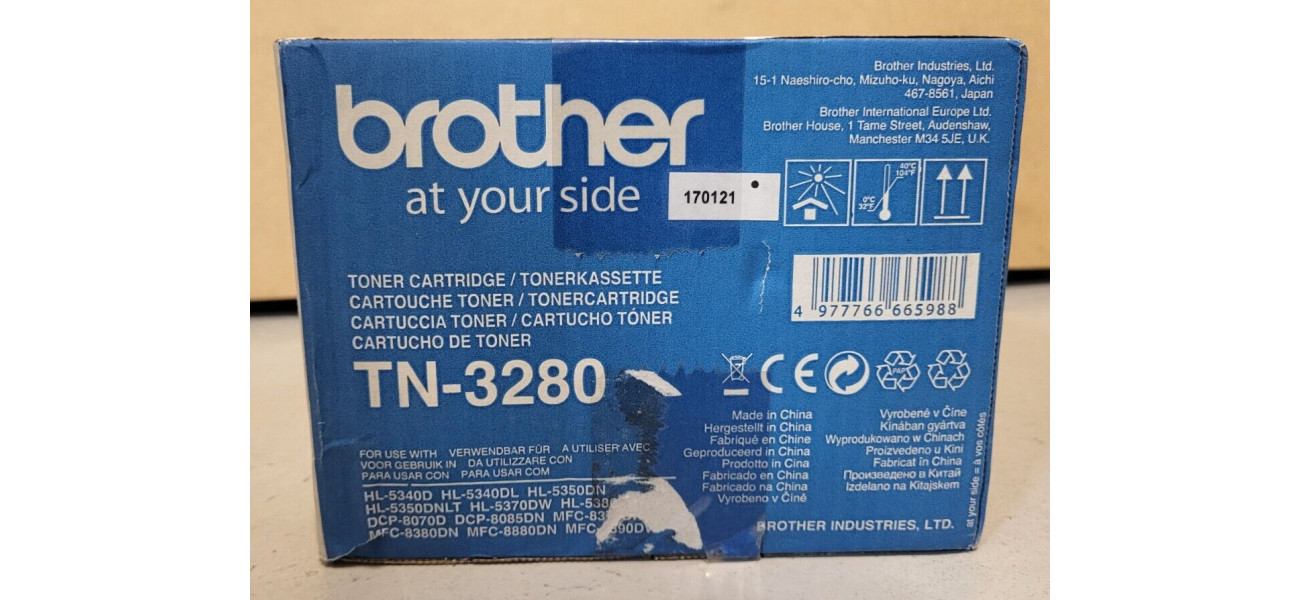 brother
at your side
170121
Brother Industries, Ltd.
15-1 Naeshiro-cho, Mizuho-ku, Nagoya, Aichi
467-8561, Japan
Brother International Europe Ltd.
Brother House, 1 Tame Street, Audenshaw,
Manchester M34 5JE, U.K.
40°C
104°F
0°C
32°F
4 977766 665988
TONER CARTRIDGE / TONERKASSETTE
CARTOUCHE TONER / TONERCARTRIDGE
CARTUCCIA TONER / CARTUCHO TÓNER
CARTUCHO DE TONER
TN-3280
CE
PAP
FOR USE WITH VERWENDBAR FÜR A UTILISER AVEC
VOOR GEBRUIK IN DA UTILIZZARE CON
PARA USAR CON PARA USAR COM
HL-5340D HL-5340DL HL-5350DN
HL-5350DNLT HL-5370DW
DCP-8070D DCP-8085DN
MFC-8380DN MFC-8880DN
Made in China
Hergestellt in China
Fabriqué en Chine
Geproduceerd in China
Prodotto in Cina
Fabricado en China
Fabricado na China
Vyrobeno v Číně
Vyrobené v Číne
Kínában gyártva
Wyprodukowano w Chinach
Proizvedeno u Kini
Fabricat în China
Произведено в Китай
Izdelano na Kitajskem
BROTHER INDUSTRIES, LTD.
at your side = à vos côtés